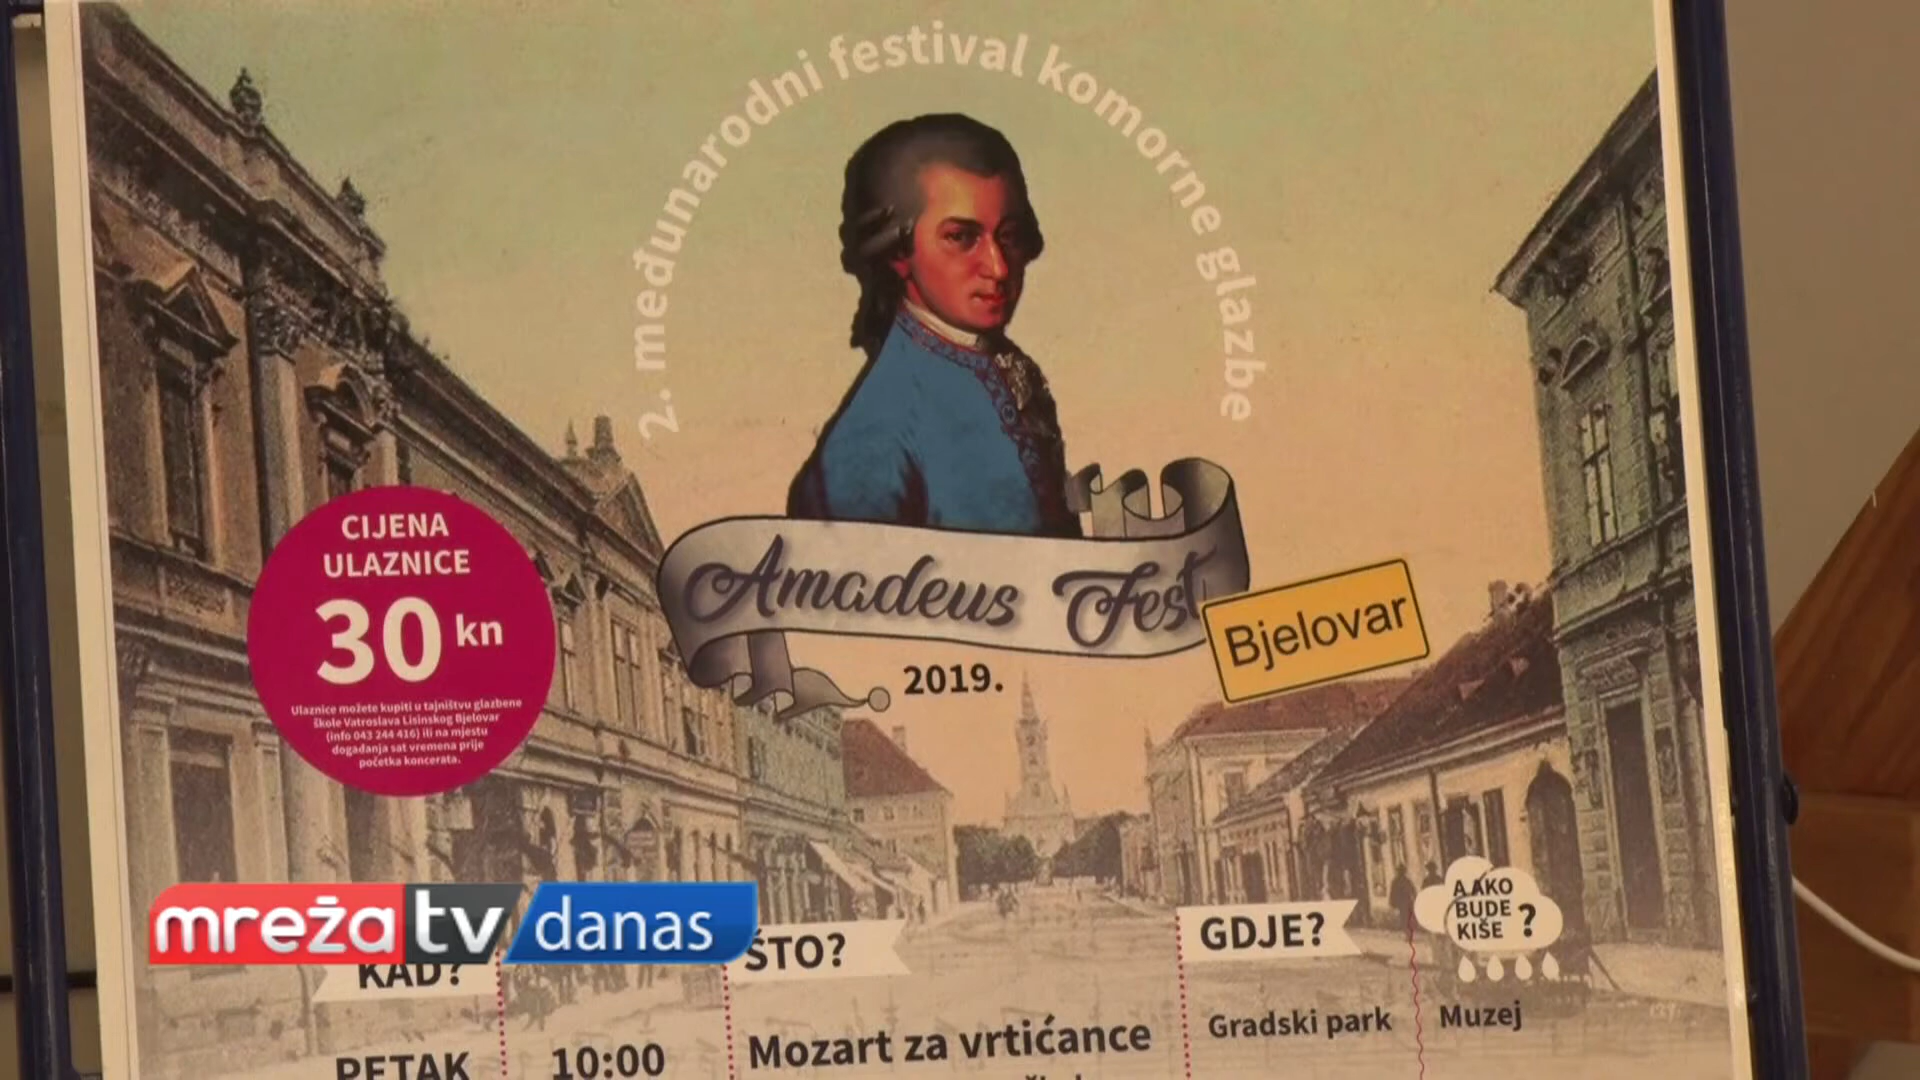 2. međunarodni festival komorne glazbe
Amadeus Fest
Bjelovar
2019.
CIJENA
ULAZNICE
30 kn
Ulaznice možete kupiti u tajništvu glazbene
škole Vatroslava Lisinskog Bjelovar
(info 043 244 416) ili na mjestu
događanja sat vremena prije
početka koncerata.
mreža tv danas
KAD?
ŠTO?
GDJE?
A AKO
BUDE
KIŠE ?
PETAK
10:00
Mozart za vrtićance
Gradski park
Muzej